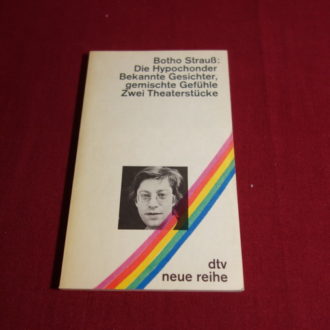 Botho Strauß:
Die Hypochonder
Bekannte Gesichter,
gemischte Gefühle
Zwei Theaterstücke
dtv
neue reihe